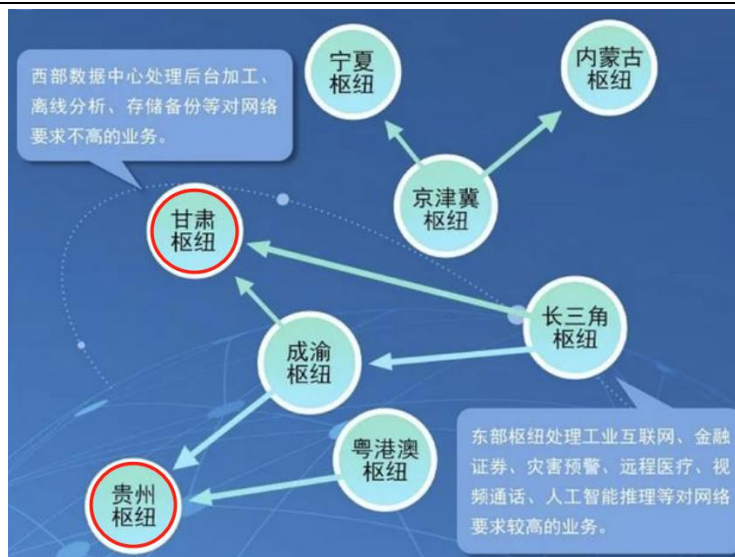 西部数据中心处理后台加工、
离线分析、存储备份等对网络
要求不高的业务。
宁夏
枢纽
内蒙古
枢纽
京津冀
枢纽
甘肃
枢纽
长三角
枢纽
成渝
枢纽
粤港澳
枢纽
贵州
枢纽
东部枢纽处理工业互联网、金融
证券、灾害预警、远程医疗、视
频通话、人工智能推理等对网络
要求较高的业务。